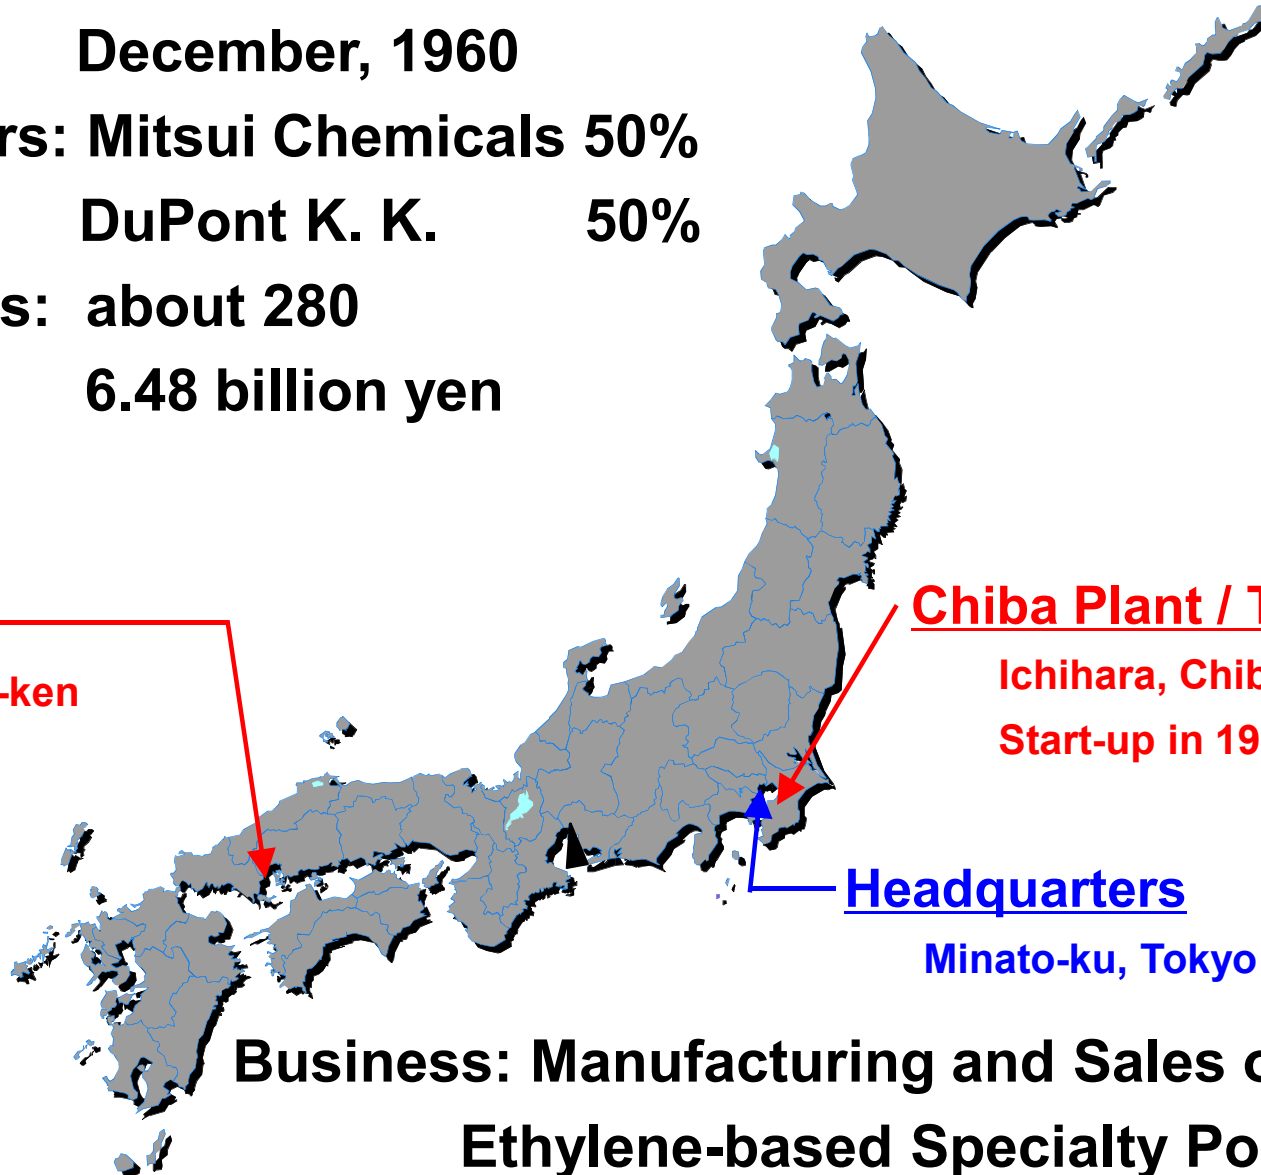 December, 1960
rs: Mitsui Chemicals 50%
DuPont K. K. 50%
s: about 280
6.48 billion yen
Chiba Plant / T
-ken
Ichihara, Chib
Start-up in 19
Headquarters
Minato-ku, Tokyo
Business: Manufacturing and Sales o
Ethylene-based Specialty Po